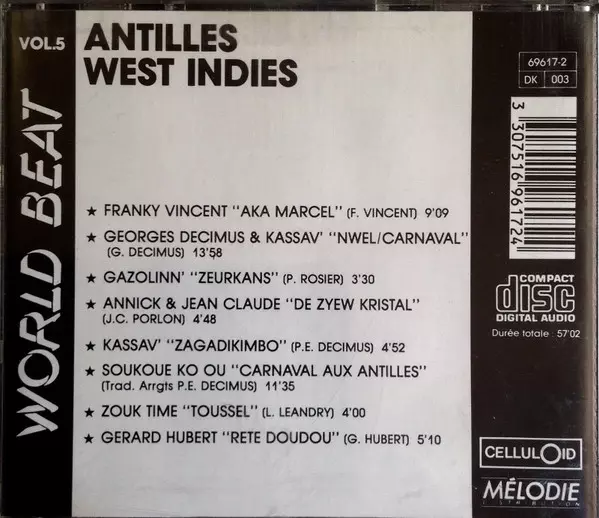 VOL.5
WORLD BEAT
ANTILLES
WEST INDIES
★ FRANKY VINCENT "AKA MARCEL" (F. VINCENT) 9'09
★ GEORGES DECIMUS & KASSAV' "NWEL/CARNAVAL"
(G. DECIMUS) 13'58
★ GAZOLINN' "ZEURKANS" (P. ROSIER) 3'30
★ ANNICK & JEAN CLAUDE "DE ZYEW KRISTAL"
(J.C. PORLON) 4'48
★ KASSAV' "ZAGADIKIMBO" (P.E. DECIMUS) 4'52
★ SOUKOUE KO OU "CARNAVAL AUX ANTILLES"
(Trad. Arrgts P.E. DECIMUS) 11'35
★ ZOUK TIME "TOUSSEL" (L. LEANDRY) 4'00
★ GERARD HUBERT "RETE DOUDOU" (G. HUBERT) 5'10
69617-2
DK 003
3 307516 961724
COMPACT
disc
DIGITAL AUDIO
Durée totale : 57'02
CELLULOID
MÉLODIE
DISTRIBUTION